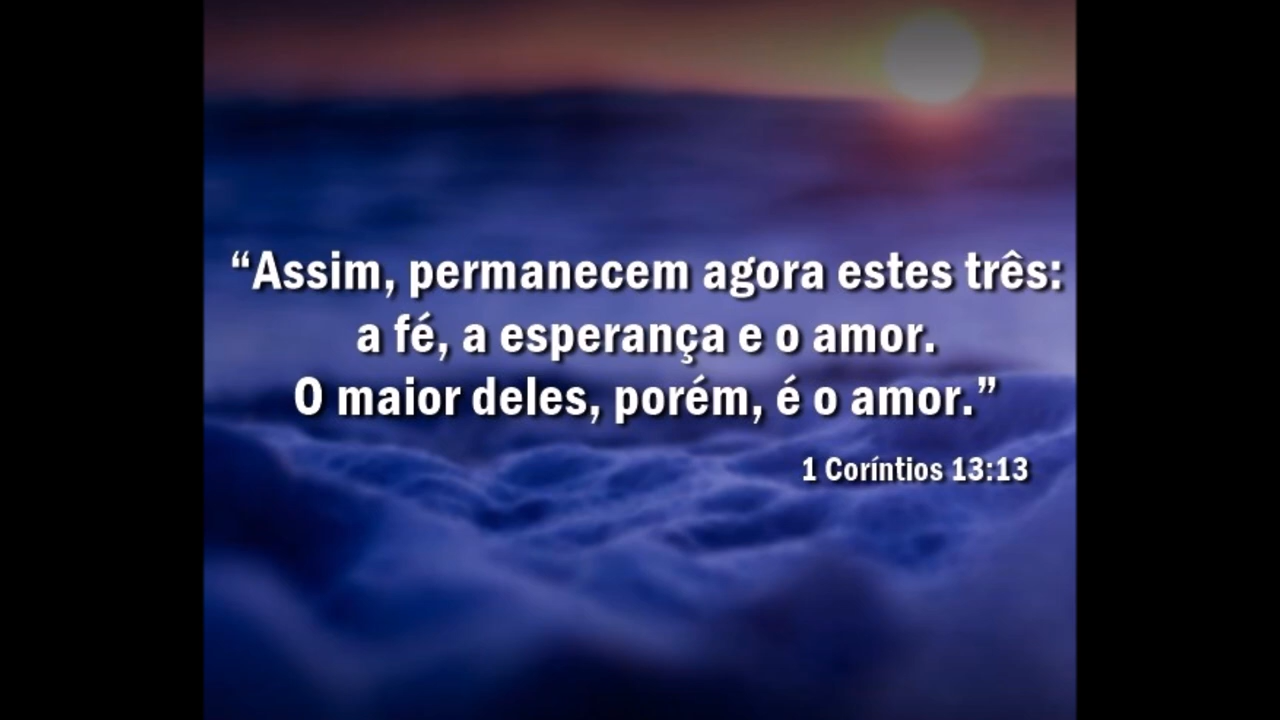 “Assim, permanecem agora estes três:
a fé, a esperança e o amor.
O maior deles, porém, é o amor.”
1 Coríntios 13:13